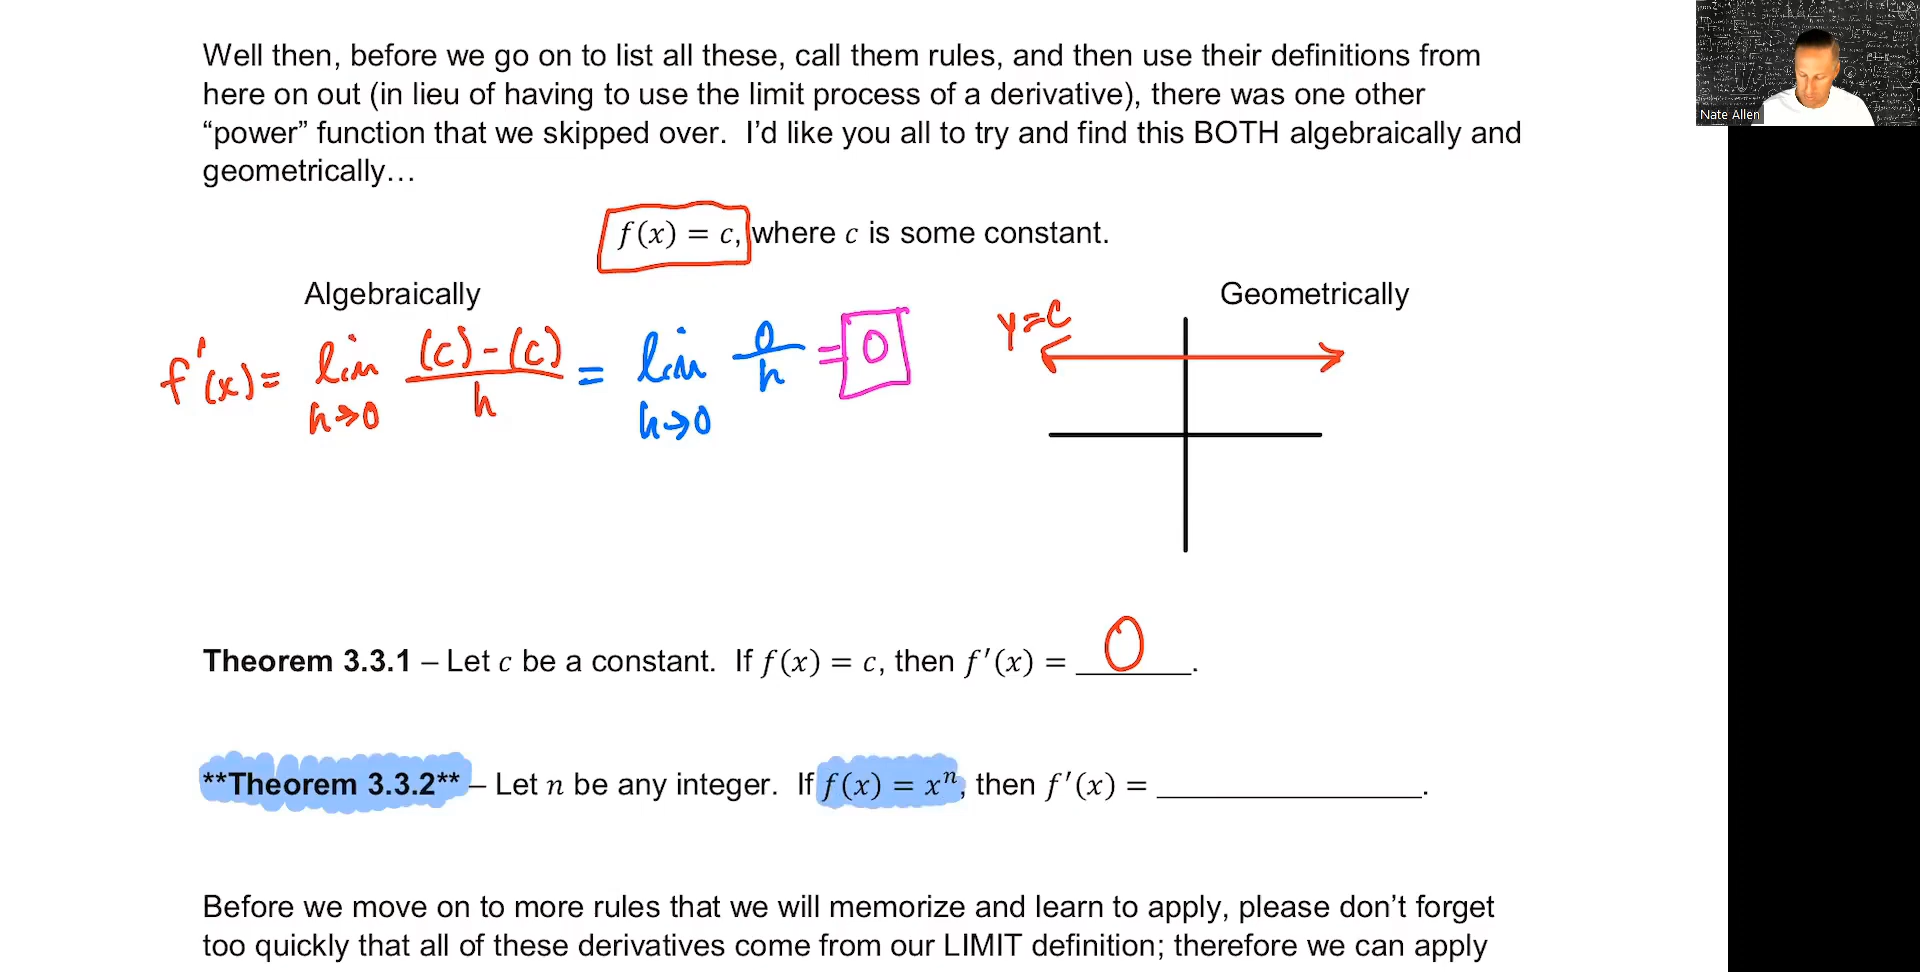 Well then, before we go on to list all these, call them rules, and then use their definitions from
here on out (in lieu of having to use the limit process of a derivative), there was one other
“power” function that we skipped over.  I’d like you all to try and find this BOTH algebraically and
geometrically…
f(x) = c, where c is some constant.
Algebraically
Geometrically
f'(x) = lim h→0 (c)-(c)/h = lim h→0 0/h = 0
y=c
Theorem 3.3.1 – Let c be a constant.  If f(x) = c, then f′(x) = 0.
**Theorem 3.3.2** – Let n be any integer.  If f(x) = xⁿ, then f′(x) = ________________.
Before we move on to more rules that we will memorize and learn to apply, please don’t forget
too quickly that all of these derivatives come from our LIMIT definition; therefore we can apply
Nate Allen